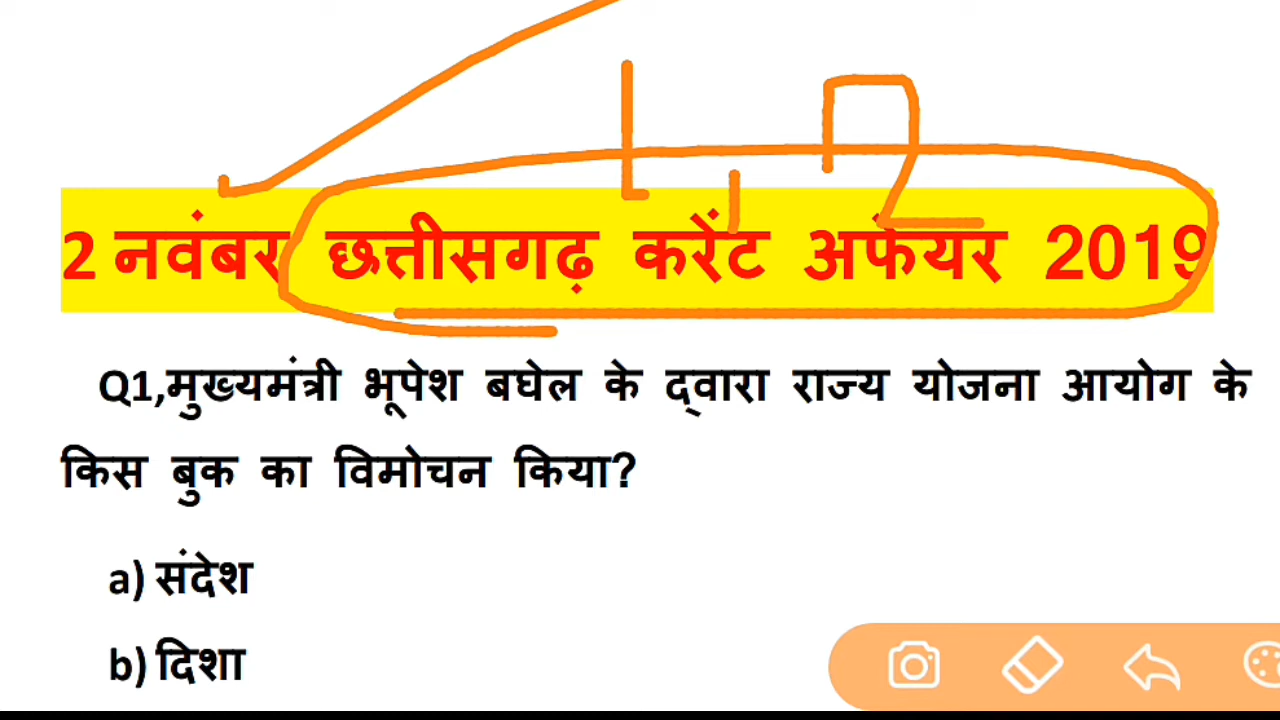 2 नवंबर छत्तीसगढ़ करेंट अफेयर 2019
Q1,मुख्यमंत्री भूपेश बघेल के द्वारा राज्य योजना आयोग के
किस बुक का विमोचन किया?
a) संदेश
b) दिशा